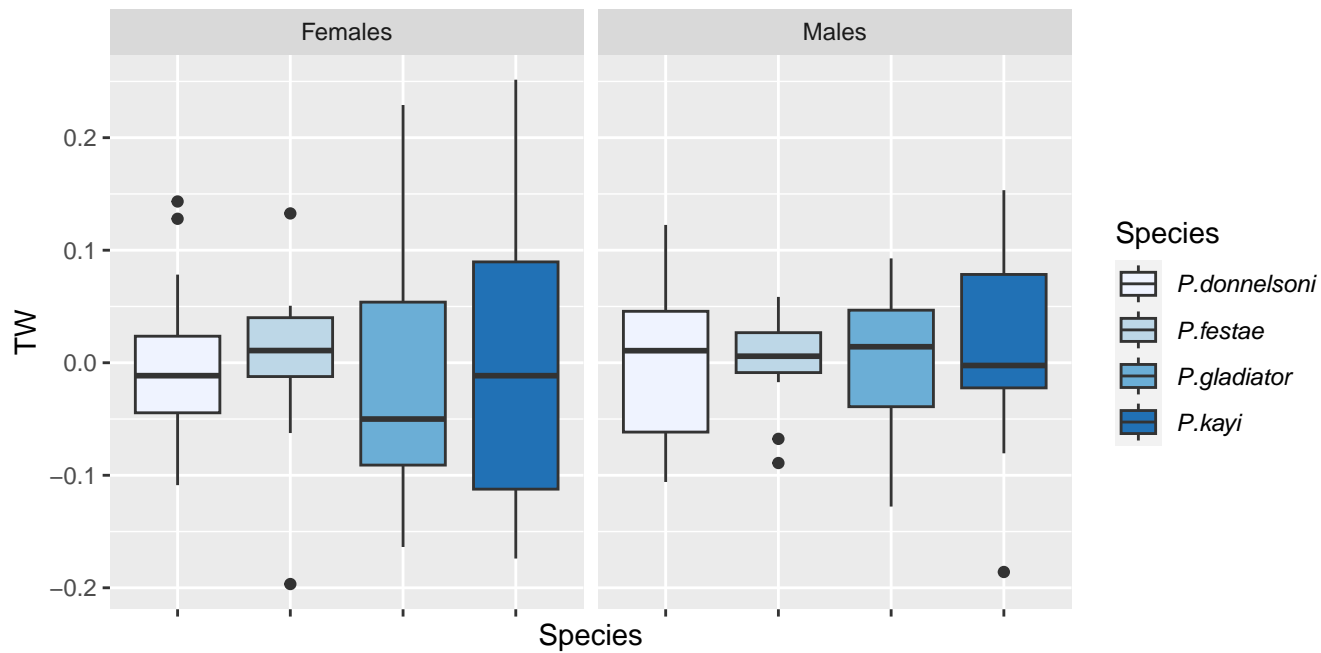 Females
Males
TW
0.2
0.1
0.0
−0.1
−0.2
Species
Species
P.donnelsoni
P.festae
P.gladiator
P.kayi